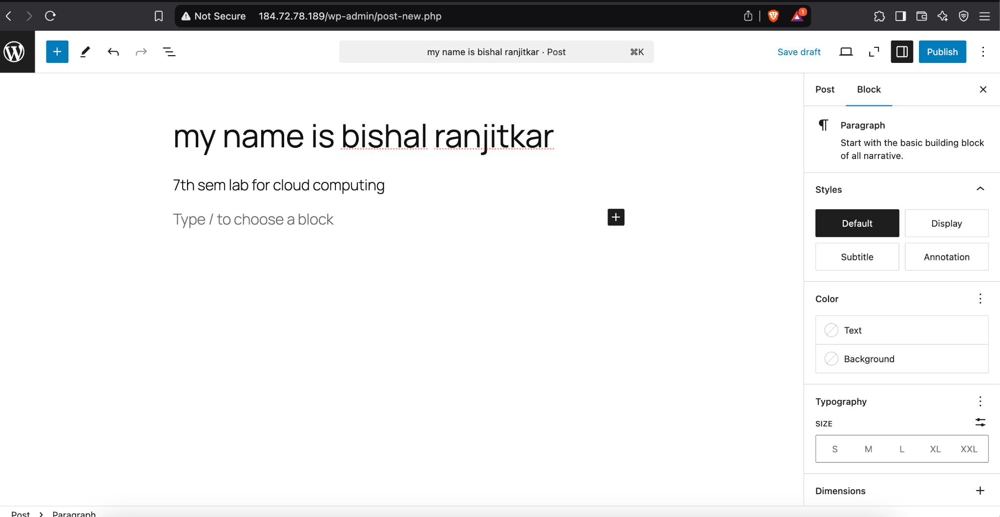 Not Secure 184.72.78.189/wp-admin/post-new.php 1
my name is bishal ranjitkar · Post ⌘K Save draft Publish
Post Block
my name is bishal ranjitkar
7th sem lab for cloud computing
Type / to choose a block
Paragraph
Start with the basic building block
of all narrative.
Styles
Default Display
Subtitle Annotation
Color
Text
Background
Typography
SIZE
S M L XL XXL
Dimensions
Post > Paragraph